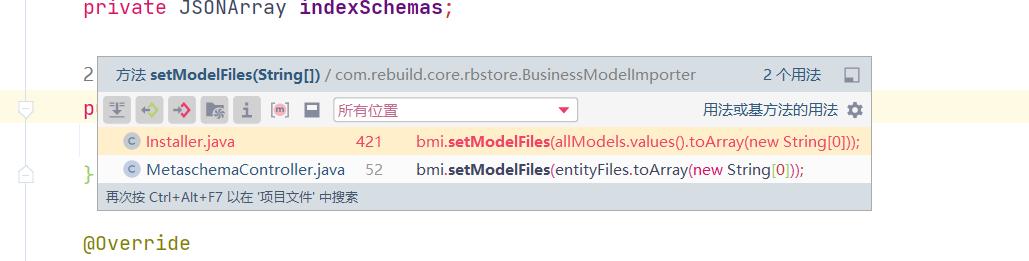 private JSONArray indexSchemas;
2
方法 setModelFiles(String[]) / com.rebuild.core.rbstore.BusinessModelImporter 2 个用法
p
所有位置 用法或基方法的用法
Installer.java 421 bmi.setModelFiles(allModels.values().toArray(new String[0]));
MetaschemaController.java 52 bmi.setModelFiles(entityFiles.toArray(new String[0]));
}
再次按 Ctrl+Alt+F7 以在 '项目文件' 中搜索
@Override